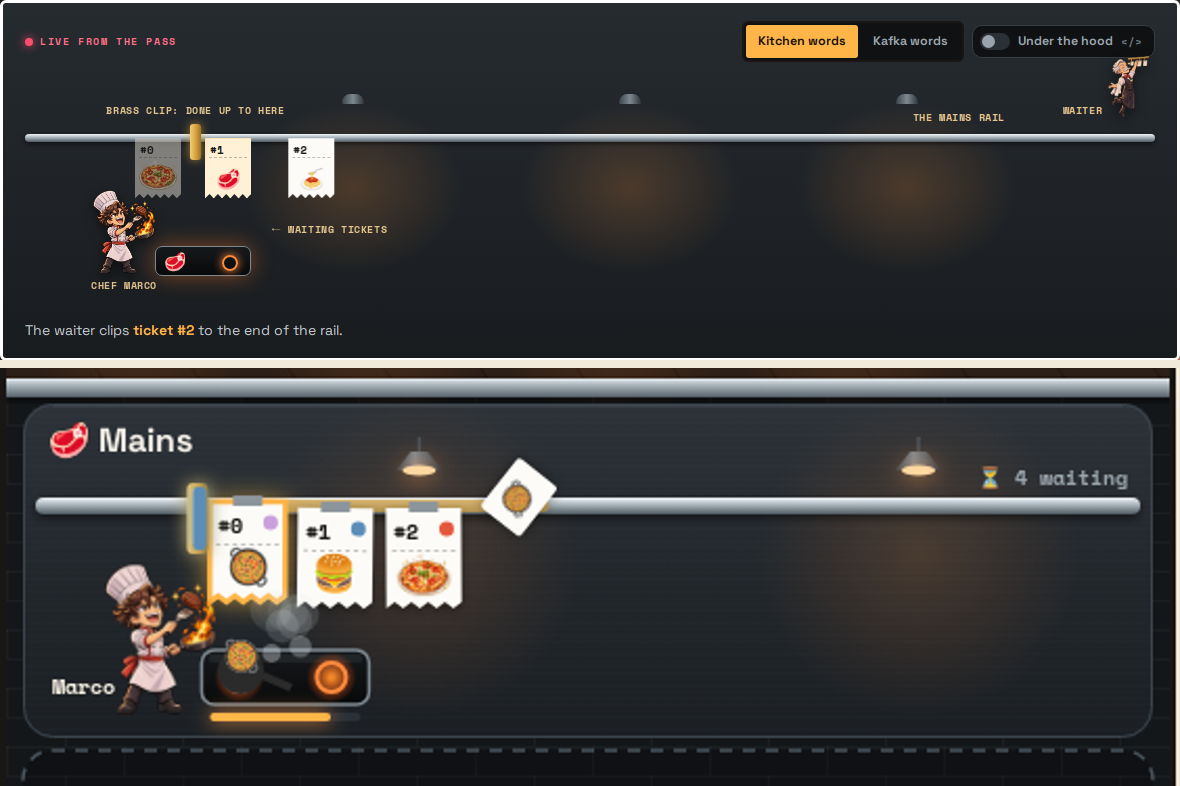 LIVE FROM THE PASS
Kitchen words
Kafka words
Under the hood </>
BRASS CLIP: DONE UP TO HERE
THE MAINS RAIL
WAITER
#0
#1
#2
← WAITING TICKETS
CHEF MARCO
The waiter clips ticket #2 to the end of the rail.
Mains
4 waiting
#0
#1
#2
Marco